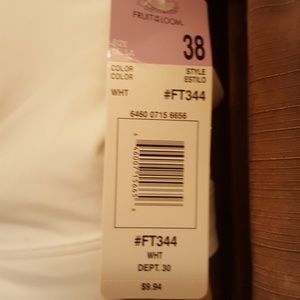 FRUIT OF THE LOOM.
SIZE 38
COLOR STYLE
COLOR ESTILO
WHT #FT344
6460 0715 6656
#FT344
WHT
DEPT. 30
$9.94